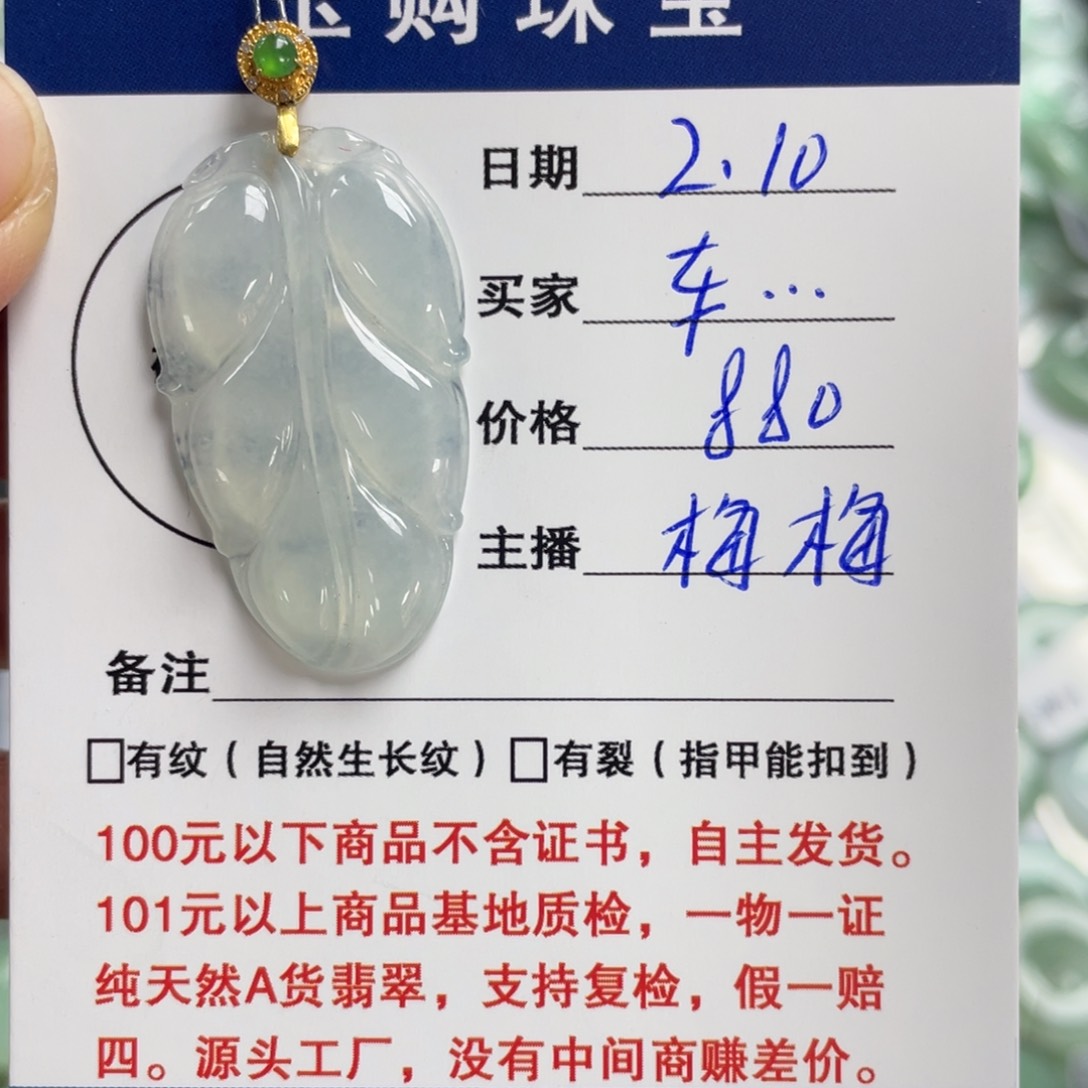 玉购珠宝
日期 2.10
买家 车...
价格 880
主播 梅梅
备注
□有纹(自然生长纹) □有裂(指甲能扣到)
100元以下商品不含证书，自主发货。
101元以上商品基地质检，一物一证
纯天然A货翡翠，支持复检，假一赔
四。源头工厂，没有中间商赚差价。